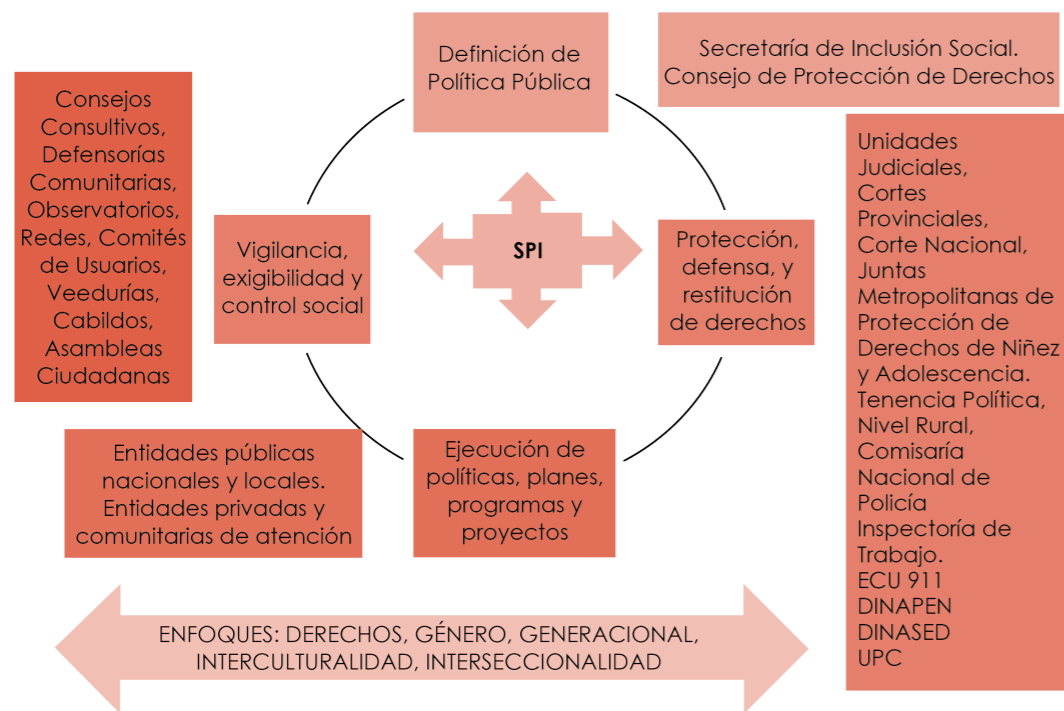 Definición de
Política Pública
Secretaría de Inclusión Social.
Consejo de Protección de Derechos
Consejos
Consultivos,
Defensorías
Comunitarias,
Observatorios,
Redes, Comités
de Usuarios,
Veedurías,
Cabildos,
Asambleas
Ciudadanas
Vigilancia,
exigibilidad y
control social
SPI
Protección,
defensa, y
restitución
de derechos
Unidades
Judiciales,
Cortes
Provinciales,
Corte Nacional,
Juntas
Metropolitanas de
Protección de
Derechos de Niñez
y Adolescencia.
Tenencia Política,
Nivel Rural,
Comisaría
Nacional de
Policía
Inspectoría de
Trabajo.
ECU 911
DINAPEN
DINASED
UPC
Entidades públicas
nacionales y locales.
Entidades privadas y
comunitarias de atención
Ejecución de
políticas, planes,
programas y
proyectos
ENFOQUES: DERECHOS, GÉNERO, GENERACIONAL,
INTERCULTURALIDAD, INTERSECCIONALIDAD